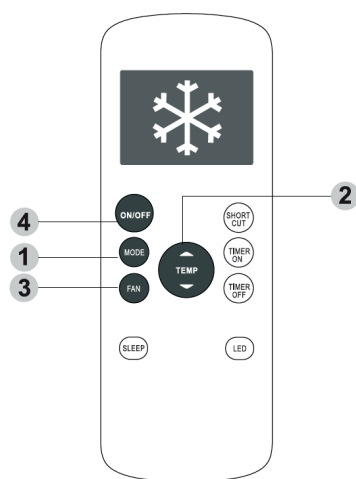 2
4
ON/OFF
SHORT
CUT
1
MODE
TEMP
TIMER
ON
3
FAN
TIMER
OFF
SLEEP
LED